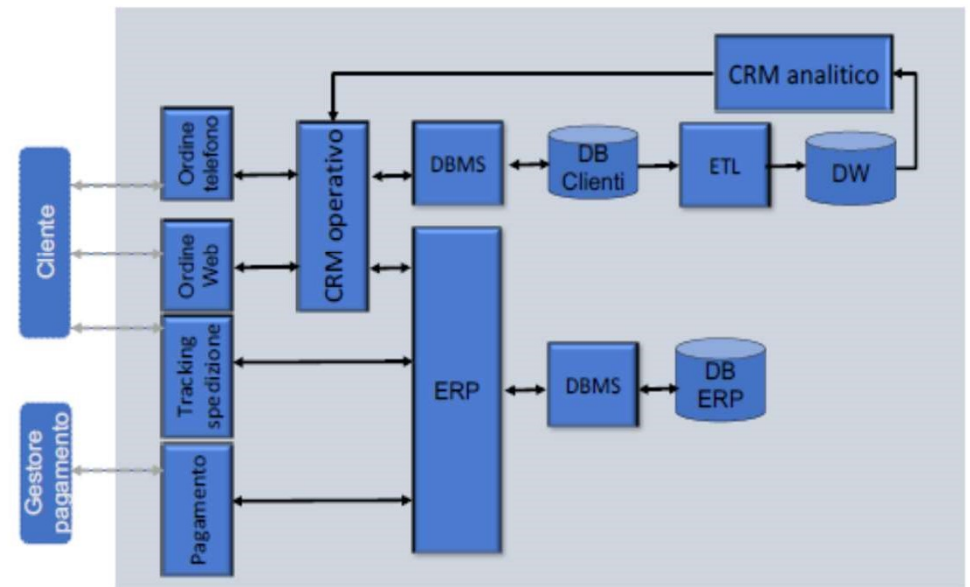 CRM analitico
Ordine
telefono
CRM operativo
DBMS
DB
Clienti
ETL
DW
Cliente
Ordine
Web
Tracking
spedizione
ERP
DBMS
DB
ERP
Gestore
pagamento
Pagamento